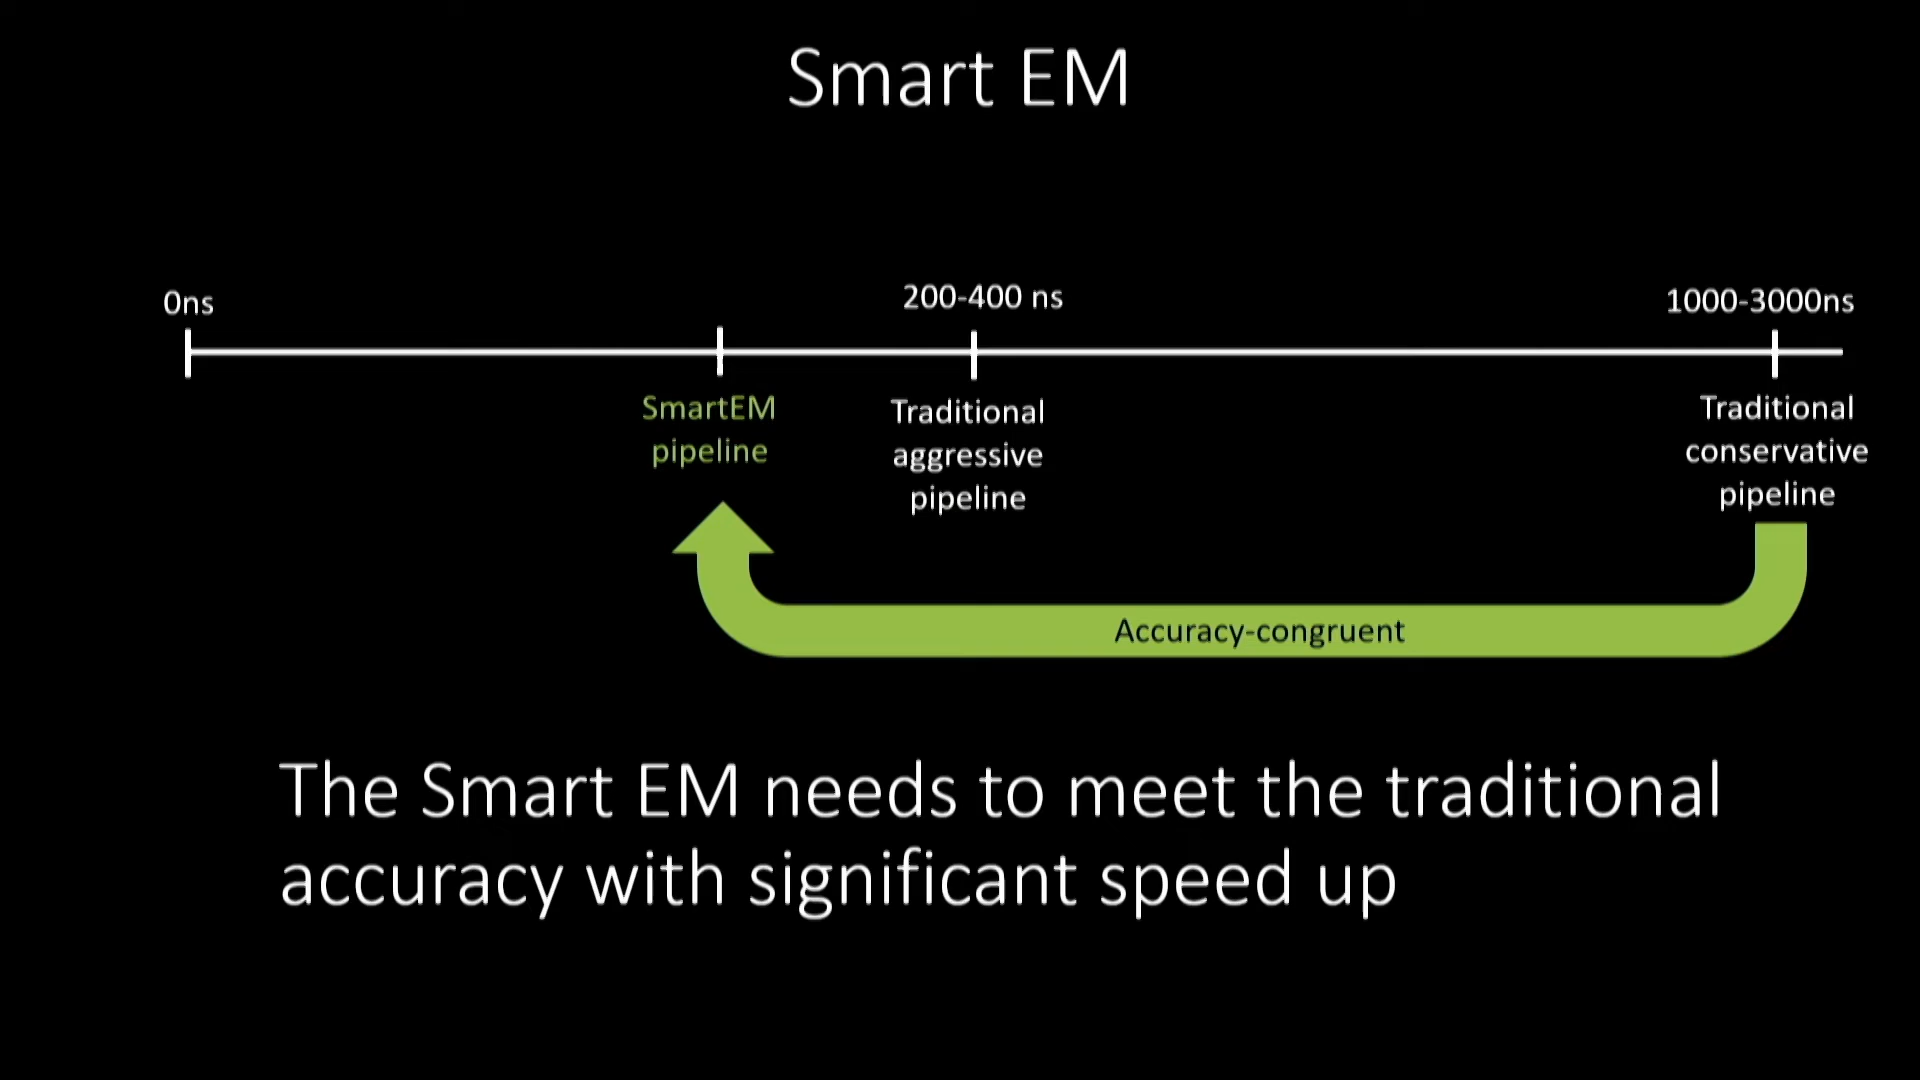 Smart EM
0ns
200-400 ns
1000-3000ns
SmartEM
pipeline
Traditional
aggressive
pipeline
Traditional
conservative
pipeline
Accuracy-congruent
The Smart EM needs to meet the traditional
accuracy with significant speed up